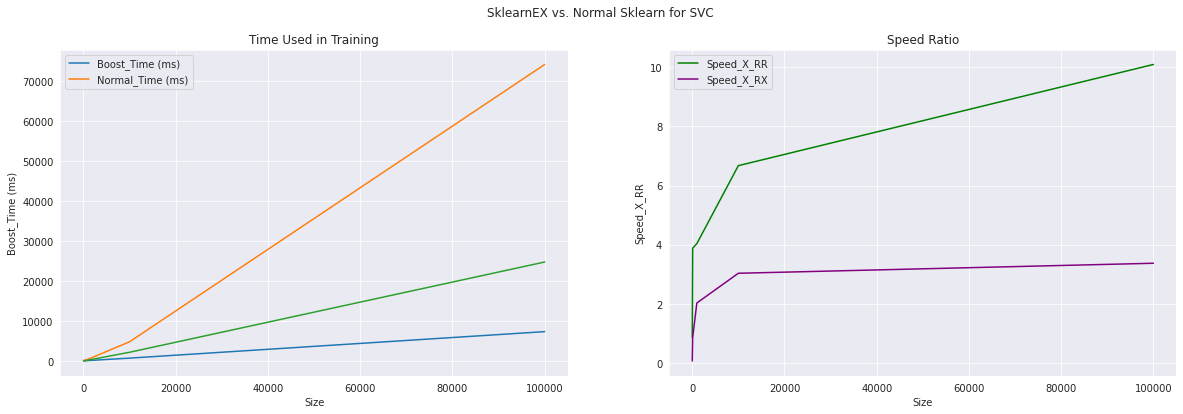 SklearnEX vs. Normal Sklearn for SVC
Time Used in Training
Boost_Time (ms)
Normal_Time (ms)
70000
60000
50000
40000
30000
20000
10000
0
Boost_Time (ms)
0
20000
40000
60000
80000
100000
Size
Speed Ratio
Speed_X_RR
Speed_X_RX
10
8
6
4
2
0
Speed_X_RR
0
20000
40000
60000
80000
100000
Size